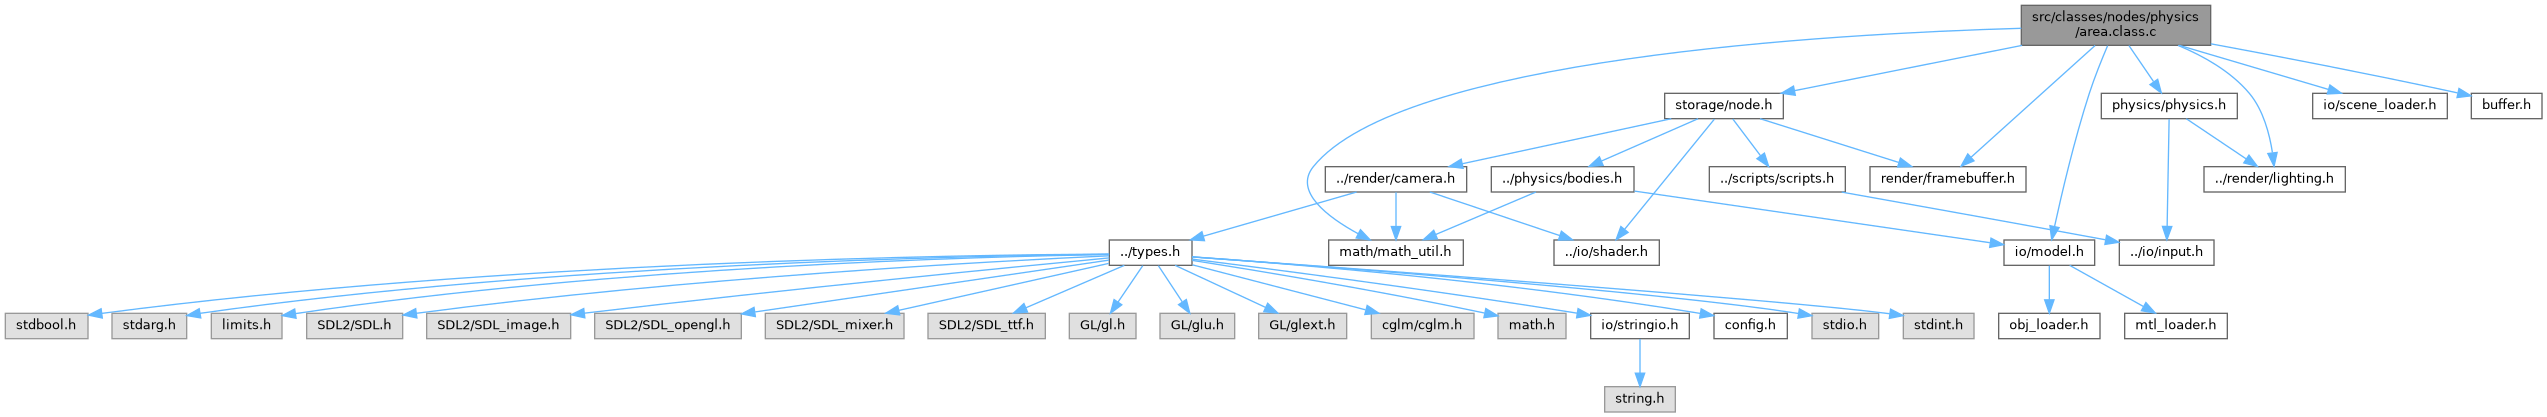 src/classes/nodes/physics
/area.class.c
storage/node.h
physics/physics.h
io/scene_loader.h
buffer.h
../render/camera.h
../physics/bodies.h
../scripts/scripts.h
render/framebuffer.h
../render/lighting.h
../types.h
math/math_util.h
../io/shader.h
io/model.h
../io/input.h
stdbool.h
stdarg.h
limits.h
SDL2/SDL.h
SDL2/SDL_image.h
SDL2/SDL_opengl.h
SDL2/SDL_mixer.h
SDL2/SDL_ttf.h
GL/gl.h
GL/glu.h
GL/glext.h
cglm/cglm.h
math.h
io/stringio.h
config.h
stdio.h
stdint.h
obj_loader.h
mtl_loader.h
string.h